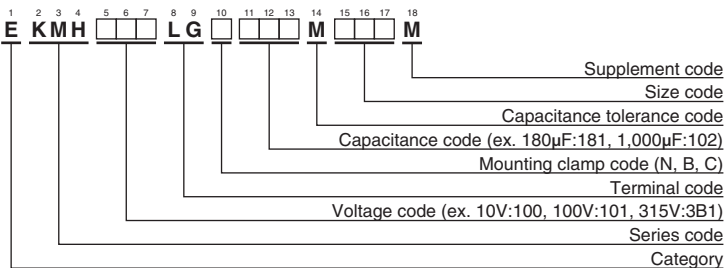 1 2 3 4 5 6 7 8 9 10 11 12 13 14 15 16 17 18
E KMH □□□ LG □ □□□ M □□□ M
Supplement code
Size code
Capacitance tolerance code
Capacitance code (ex. 180µF:181, 1,000µF:102)
Mounting clamp code (N, B, C)
Terminal code
Voltage code (ex. 10V:100, 100V:101, 315V:3B1)
Series code
Category